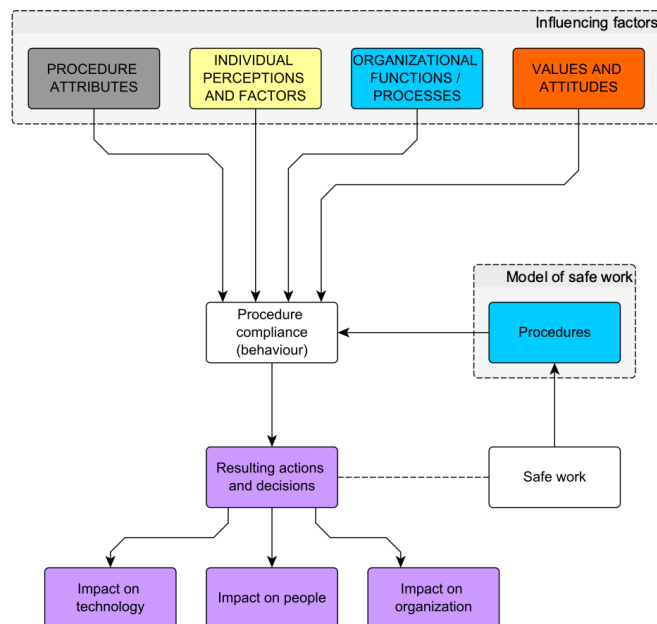 Influencing factors
PROCEDURE
ATTRIBUTES
INDIVIDUAL
PERCEPTIONS
AND FACTORS
ORGANIZATIONAL
FUNCTIONS /
PROCESSES
VALUES AND
ATTITUDES
Model of safe work
Procedure
compliance
(behaviour)
Procedures
Resulting actions
and decisions
Safe work
Impact on
technology
Impact on people
Impact on
organization